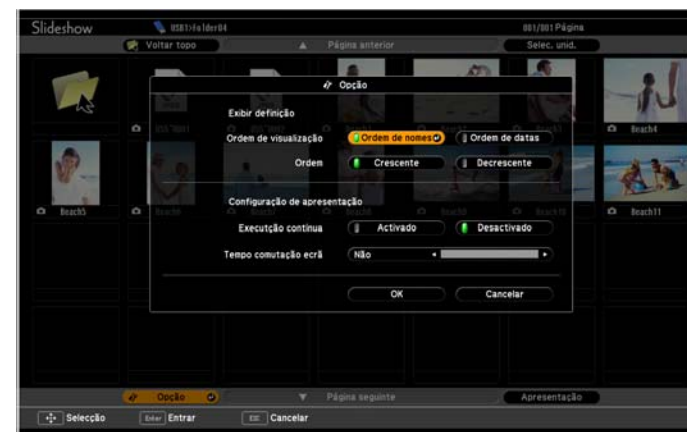 Slideshow USB1>Folder04 001/001 Página
Voltar topo Página anterior Selec. unid.
Opção
Exibir definição
Ordem de visualização Ordem de nomes Ordem de datas
Beach4
Ordem Crescente Decrescente
Configuração de apresentação
Beach5 Beach11
Executção contínua Activado Desactivado
Tempo comutação ecrã Não
OK Cancelar
Opção Página seguinte Apresentação
Selecção Enter Entrar Esc Cancelar